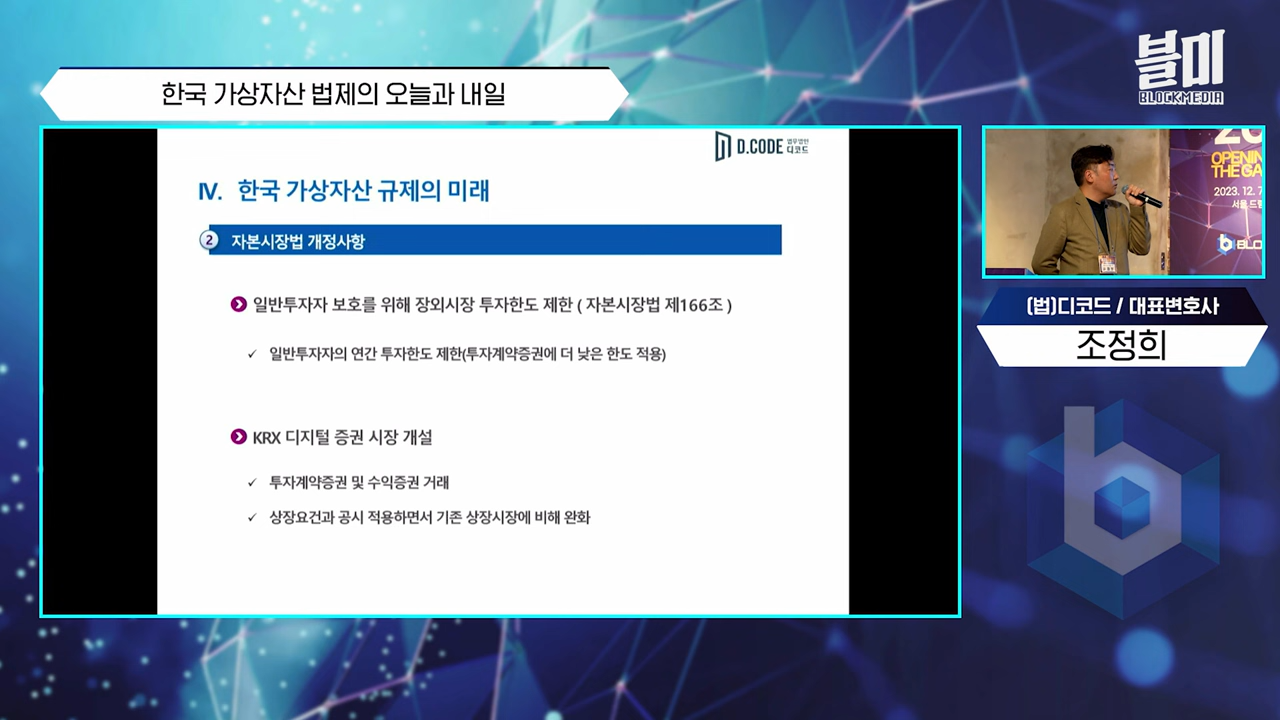 블미
BLOCKMEDIA
한국 가상자산 법제의 오늘과 내일
D.CODE 법무법인 디코드
Ⅳ. 한국 가상자산 규제의 미래
2 자본시장법 개정사항
일반투자자 보호를 위해 장외시장 투자한도 제한 ( 자본시장법 제166조 )
✓ 일반투자자의 연간 투자한도 제한(투자계약증권에 더 낮은 한도 적용)
KRX 디지털 증권 시장 개설
✓ 투자계약증권 및 수익증권 거래
✓ 상장요건과 공시 적용하면서 기존 상장시장에 비해 완화
OPENIN
THE GA
2023. 12. 7
서울 드
BLO
(법)디코드 / 대표변호사
조정희